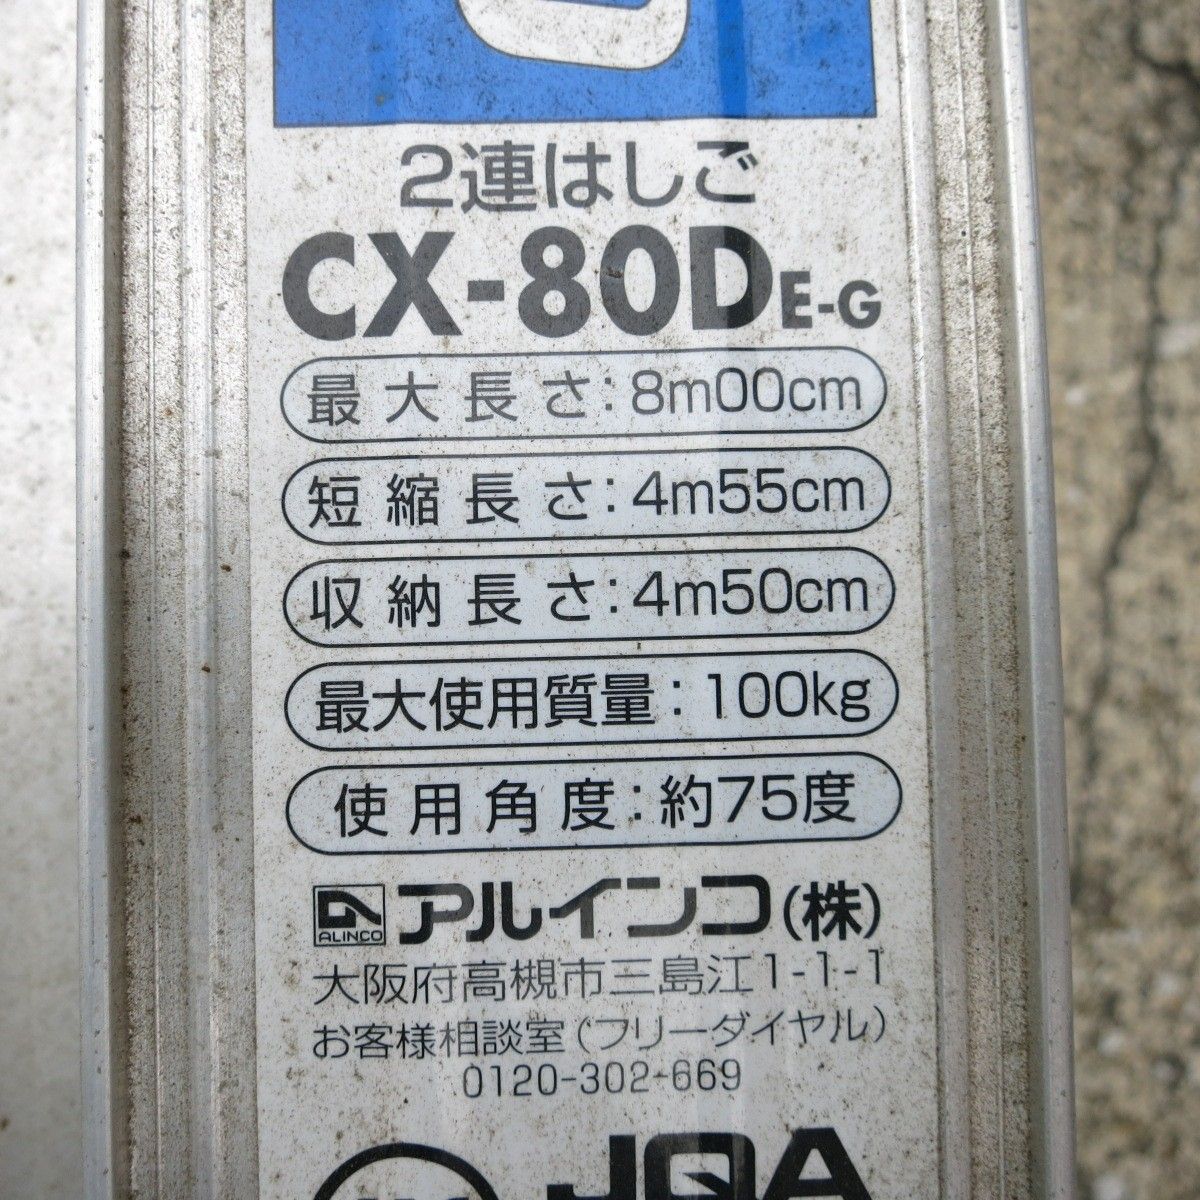 2連はしご
CX-80DE-G
最大長さ:8m00cm
短縮長さ:4m55cm
収納長さ:4m50cm
最大使用質量:100kg
使用角度:約75度
ALINCO アルインコ(株)
大阪府高槻市三島江1-1-1
お客様相談室(フリーダイヤル)
0120-302-669
JQA